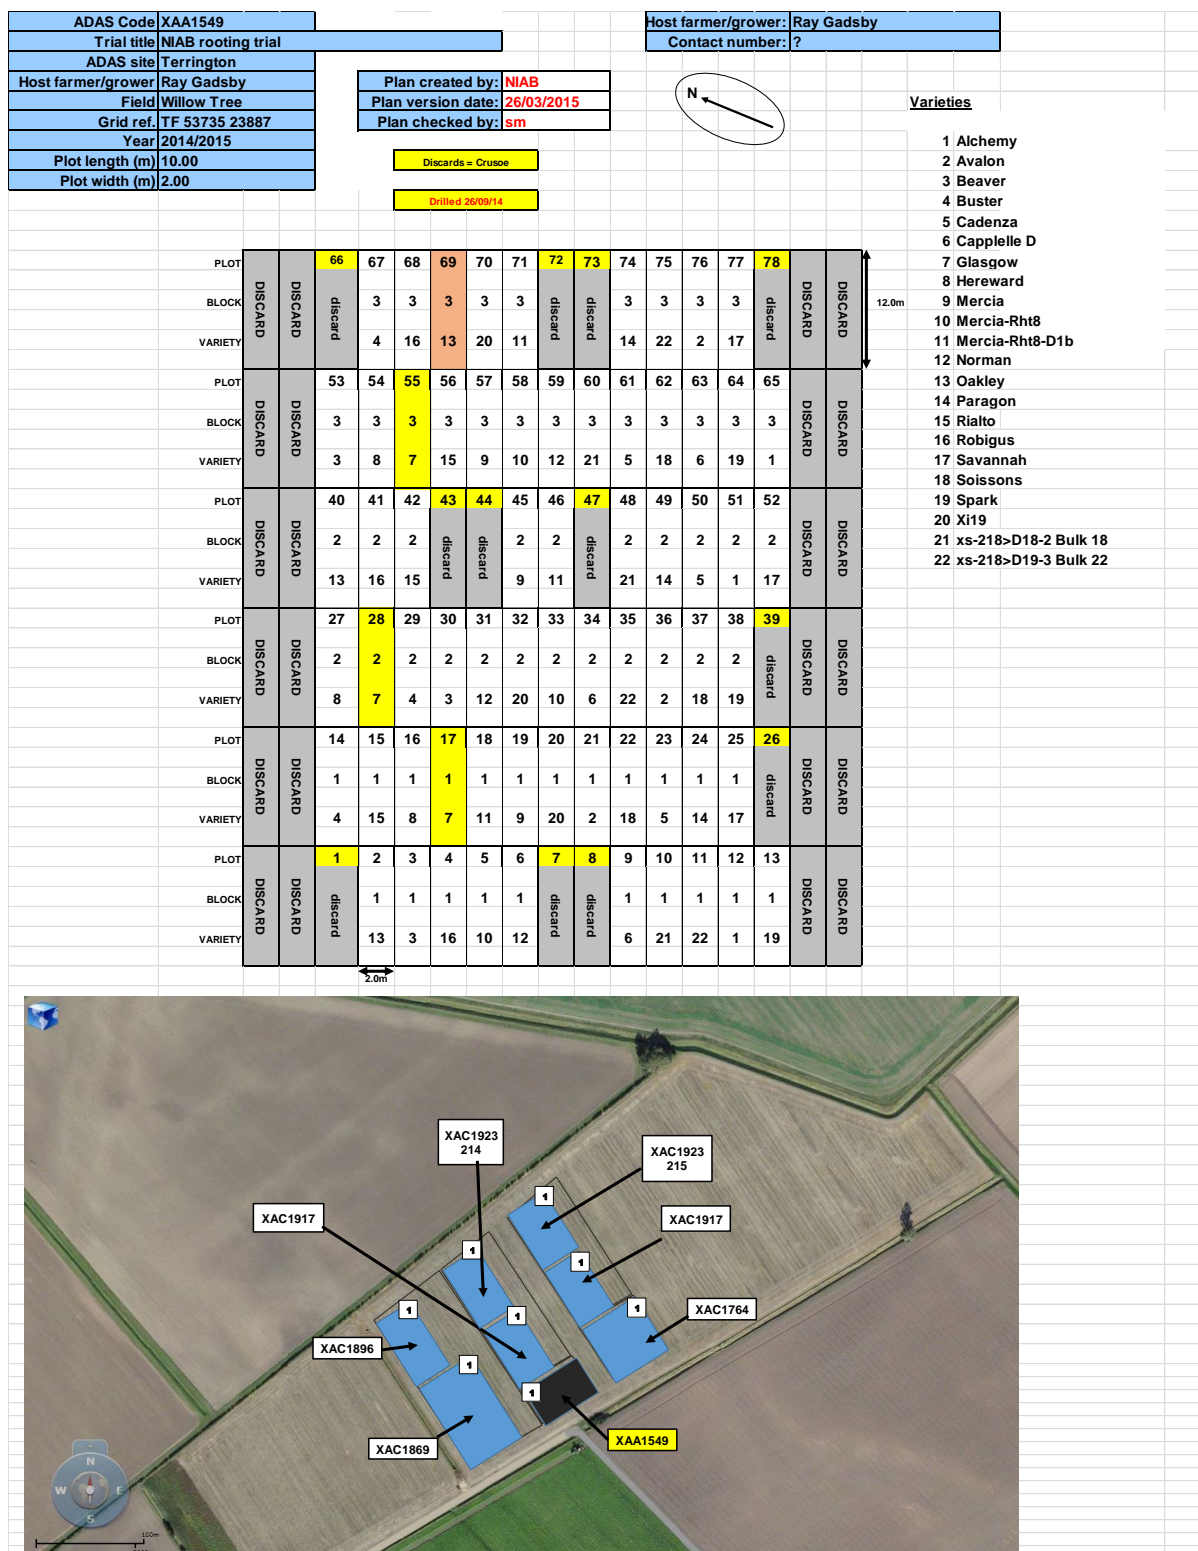 ADAS Code XAA1549
Host farmer/grower: Ray Gadsby
Trial title NIAB rooting trial
Contact number: ?
ADAS site Terrington
Host farmer/grower Ray Gadsby
Plan created by: NIAB
N
Field Willow Tree
Plan version date: 26/03/2015
Varieties
Grid ref. TF 53735 23887
Plan checked by: sm
Year 2014/2015
1 Alchemy
Plot length (m) 10.00
Discards = Crusoe
2 Avalon
Plot width (m) 2.00
3 Beaver
Drilled 26/09/14
4 Buster
5 Cadenza
6 Capplelle D
7 Glasgow
8 Hereward
9 Mercia
10 Mercia-Rht8
11 Mercia-Rht8-D1b
12 Norman
13 Oakley
14 Paragon
15 Rialto
16 Robigus
17 Savannah
18 Soissons
19 Spark
20 Xi19
21 xs-218>D18-2 Bulk 18
22 xs-218>D19-3 Bulk 22
PLOT 66 67 68 69 70 71 72 73 74 75 76 77 78
BLOCK DISCARD DISCARD discard 3 3 3 3 3 discard discard 3 3 3 3 discard DISCARD DISCARD 12.0m
VARIETY 4 16 13 20 11 14 22 2 17
PLOT 53 54 55 56 57 58 59 60 61 62 63 64 65
BLOCK DISCARD DISCARD 3 3 3 3 3 3 3 3 3 3 3 3 3 DISCARD DISCARD
VARIETY 3 8 7 15 9 10 12 21 5 18 6 19 1
PLOT 40 41 42 43 44 45 46 47 48 49 50 51 52
BLOCK DISCARD DISCARD 2 2 2 discard discard 2 2 discard 2 2 2 2 2 DISCARD DISCARD
VARIETY 13 16 15 9 11 21 14 5 1 17
PLOT 27 28 29 30 31 32 33 34 35 36 37 38 39
BLOCK DISCARD DISCARD 2 2 2 2 2 2 2 2 2 2 2 2 discard DISCARD DISCARD
VARIETY 8 7 4 3 12 20 10 6 22 2 18 19
PLOT 14 15 16 17 18 19 20 21 22 23 24 25 26
BLOCK DISCARD DISCARD 1 1 1 1 1 1 1 1 1 1 1 1 discard DISCARD DISCARD
VARIETY 4 15 8 7 11 9 20 2 18 5 14 17
PLOT 1 2 3 4 5 6 7 8 9 10 11 12 13
BLOCK DISCARD DISCARD discard 1 1 1 1 1 discard discard 1 1 1 1 1 DISCARD DISCARD
VARIETY 13 3 16 10 12 6 21 22 1 19
2.0m
XAC1923
214
XAC1923
215
1
XAC1917
XAC1917
1
1
1
1
1
XAC1764
XAC1896
1
1
XAC1869
XAA1549
N
W E
S
100m